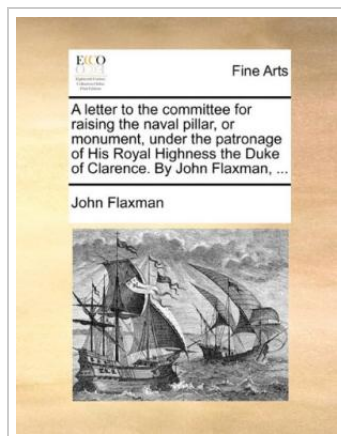 ECCO
Fine Arts
A letter to the committee for
raising the naval pillar, or
monument, under the patronage
of His Royal Highness the Duke
of Clarence. By John Flaxman, ...
John Flaxman